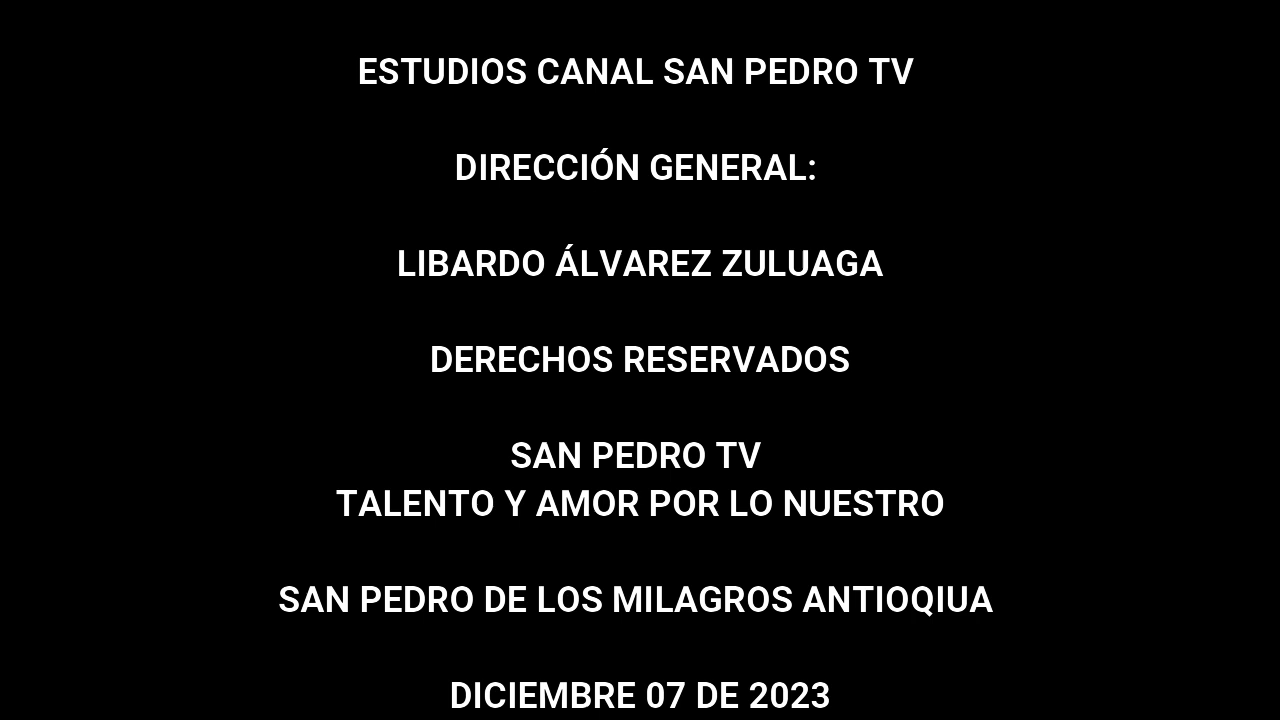 ESTUDIOS CANAL SAN PEDRO TV
DIRECCIÓN GENERAL:
LIBARDO ÁLVAREZ ZULUAGA
DERECHOS RESERVADOS
SAN PEDRO TV
TALENTO Y AMOR POR LO NUESTRO
SAN PEDRO DE LOS MILAGROS ANTIOQIUA
DICIEMBRE 07 DE 2023